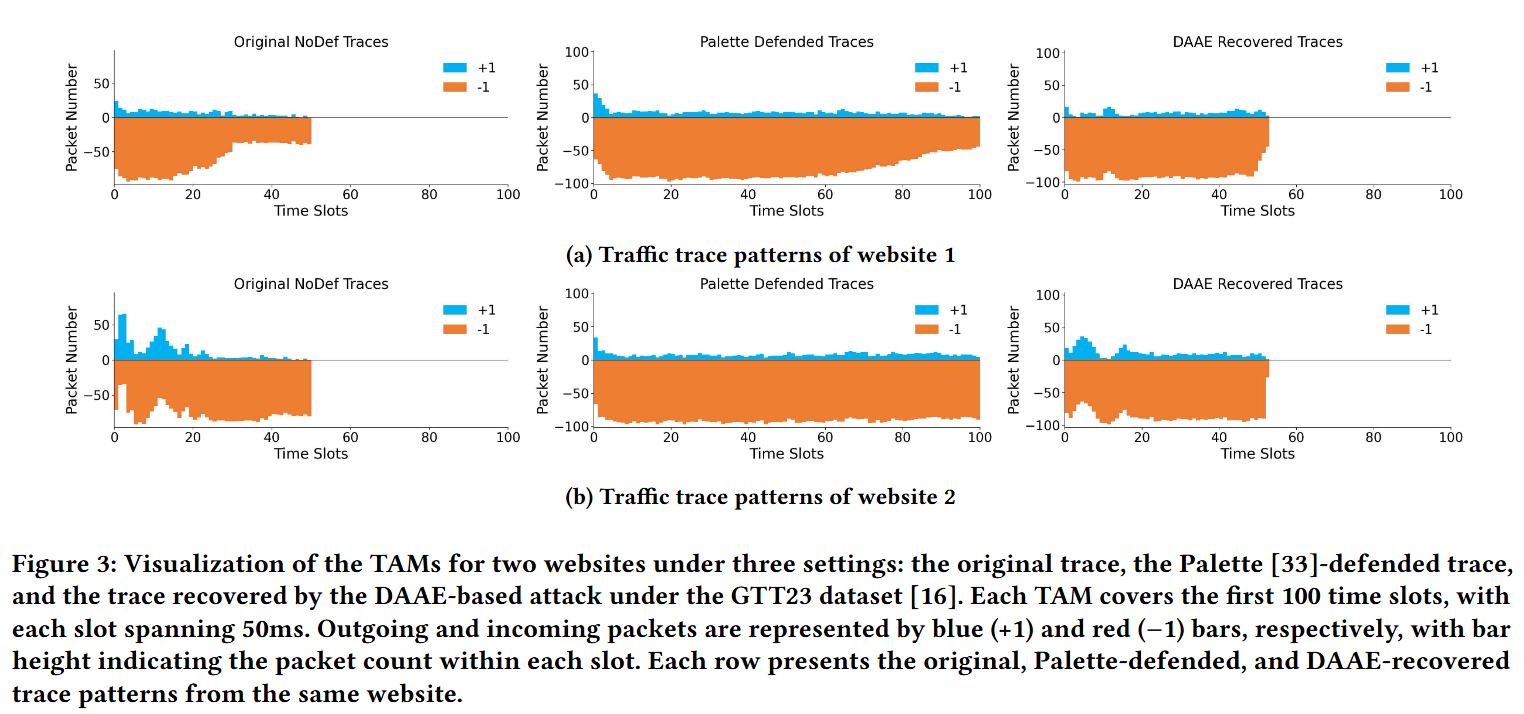 Original NoDef Traces
Palette Defended Traces
DAAE Recovered Traces
+1
-1
+1
-1
+1
-1
Packet Number
50
0
−50
0 20 40 60 80 100
Time Slots
Packet Number
100
50
0
−50
−100
0 20 40 60 80 100
Time Slots
Packet Number
100
50
0
−50
−100
0 20 40 60 80 100
Time Slots
(a) Traffic trace patterns of website 1
Original NoDef Traces
Palette Defended Traces
DAAE Recovered Traces
+1
-1
+1
-1
+1
-1
Packet Number
50
0
−50
0 20 40 60 80 100
Time Slots
Packet Number
100
50
0
−50
−100
0 20 40 60 80 100
Time Slots
Packet Number
100
50
0
−50
−100
0 20 40 60 80 100
Time Slots
(b) Traffic trace patterns of website 2
Figure 3: Visualization of the TAMs for two websites under three settings: the original trace, the Palette [33]-defended trace,
and the trace recovered by the DAAE-based attack under the GTT23 dataset [16]. Each TAM covers the first 100 time slots, with
each slot spanning 50ms. Outgoing and incoming packets are represented by blue (+1) and red (−1) bars, respectively, with bar
height indicating the packet count within each slot. Each row presents the original, Palette-defended, and DAAE-recovered
trace patterns from the same website.